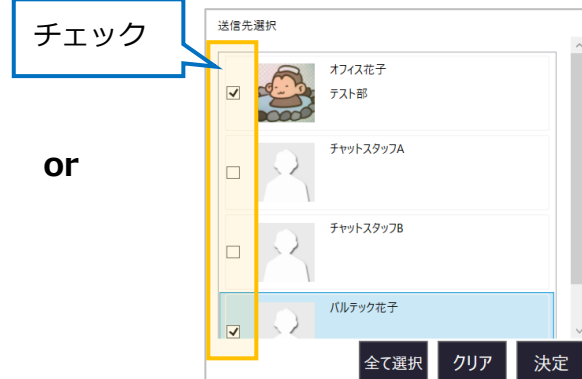 チェック
or
送信先選択
オフィス花子
テスト部
チャットスタッフA
チャットスタッフB
バルテック花子
全て選択
クリア
決定